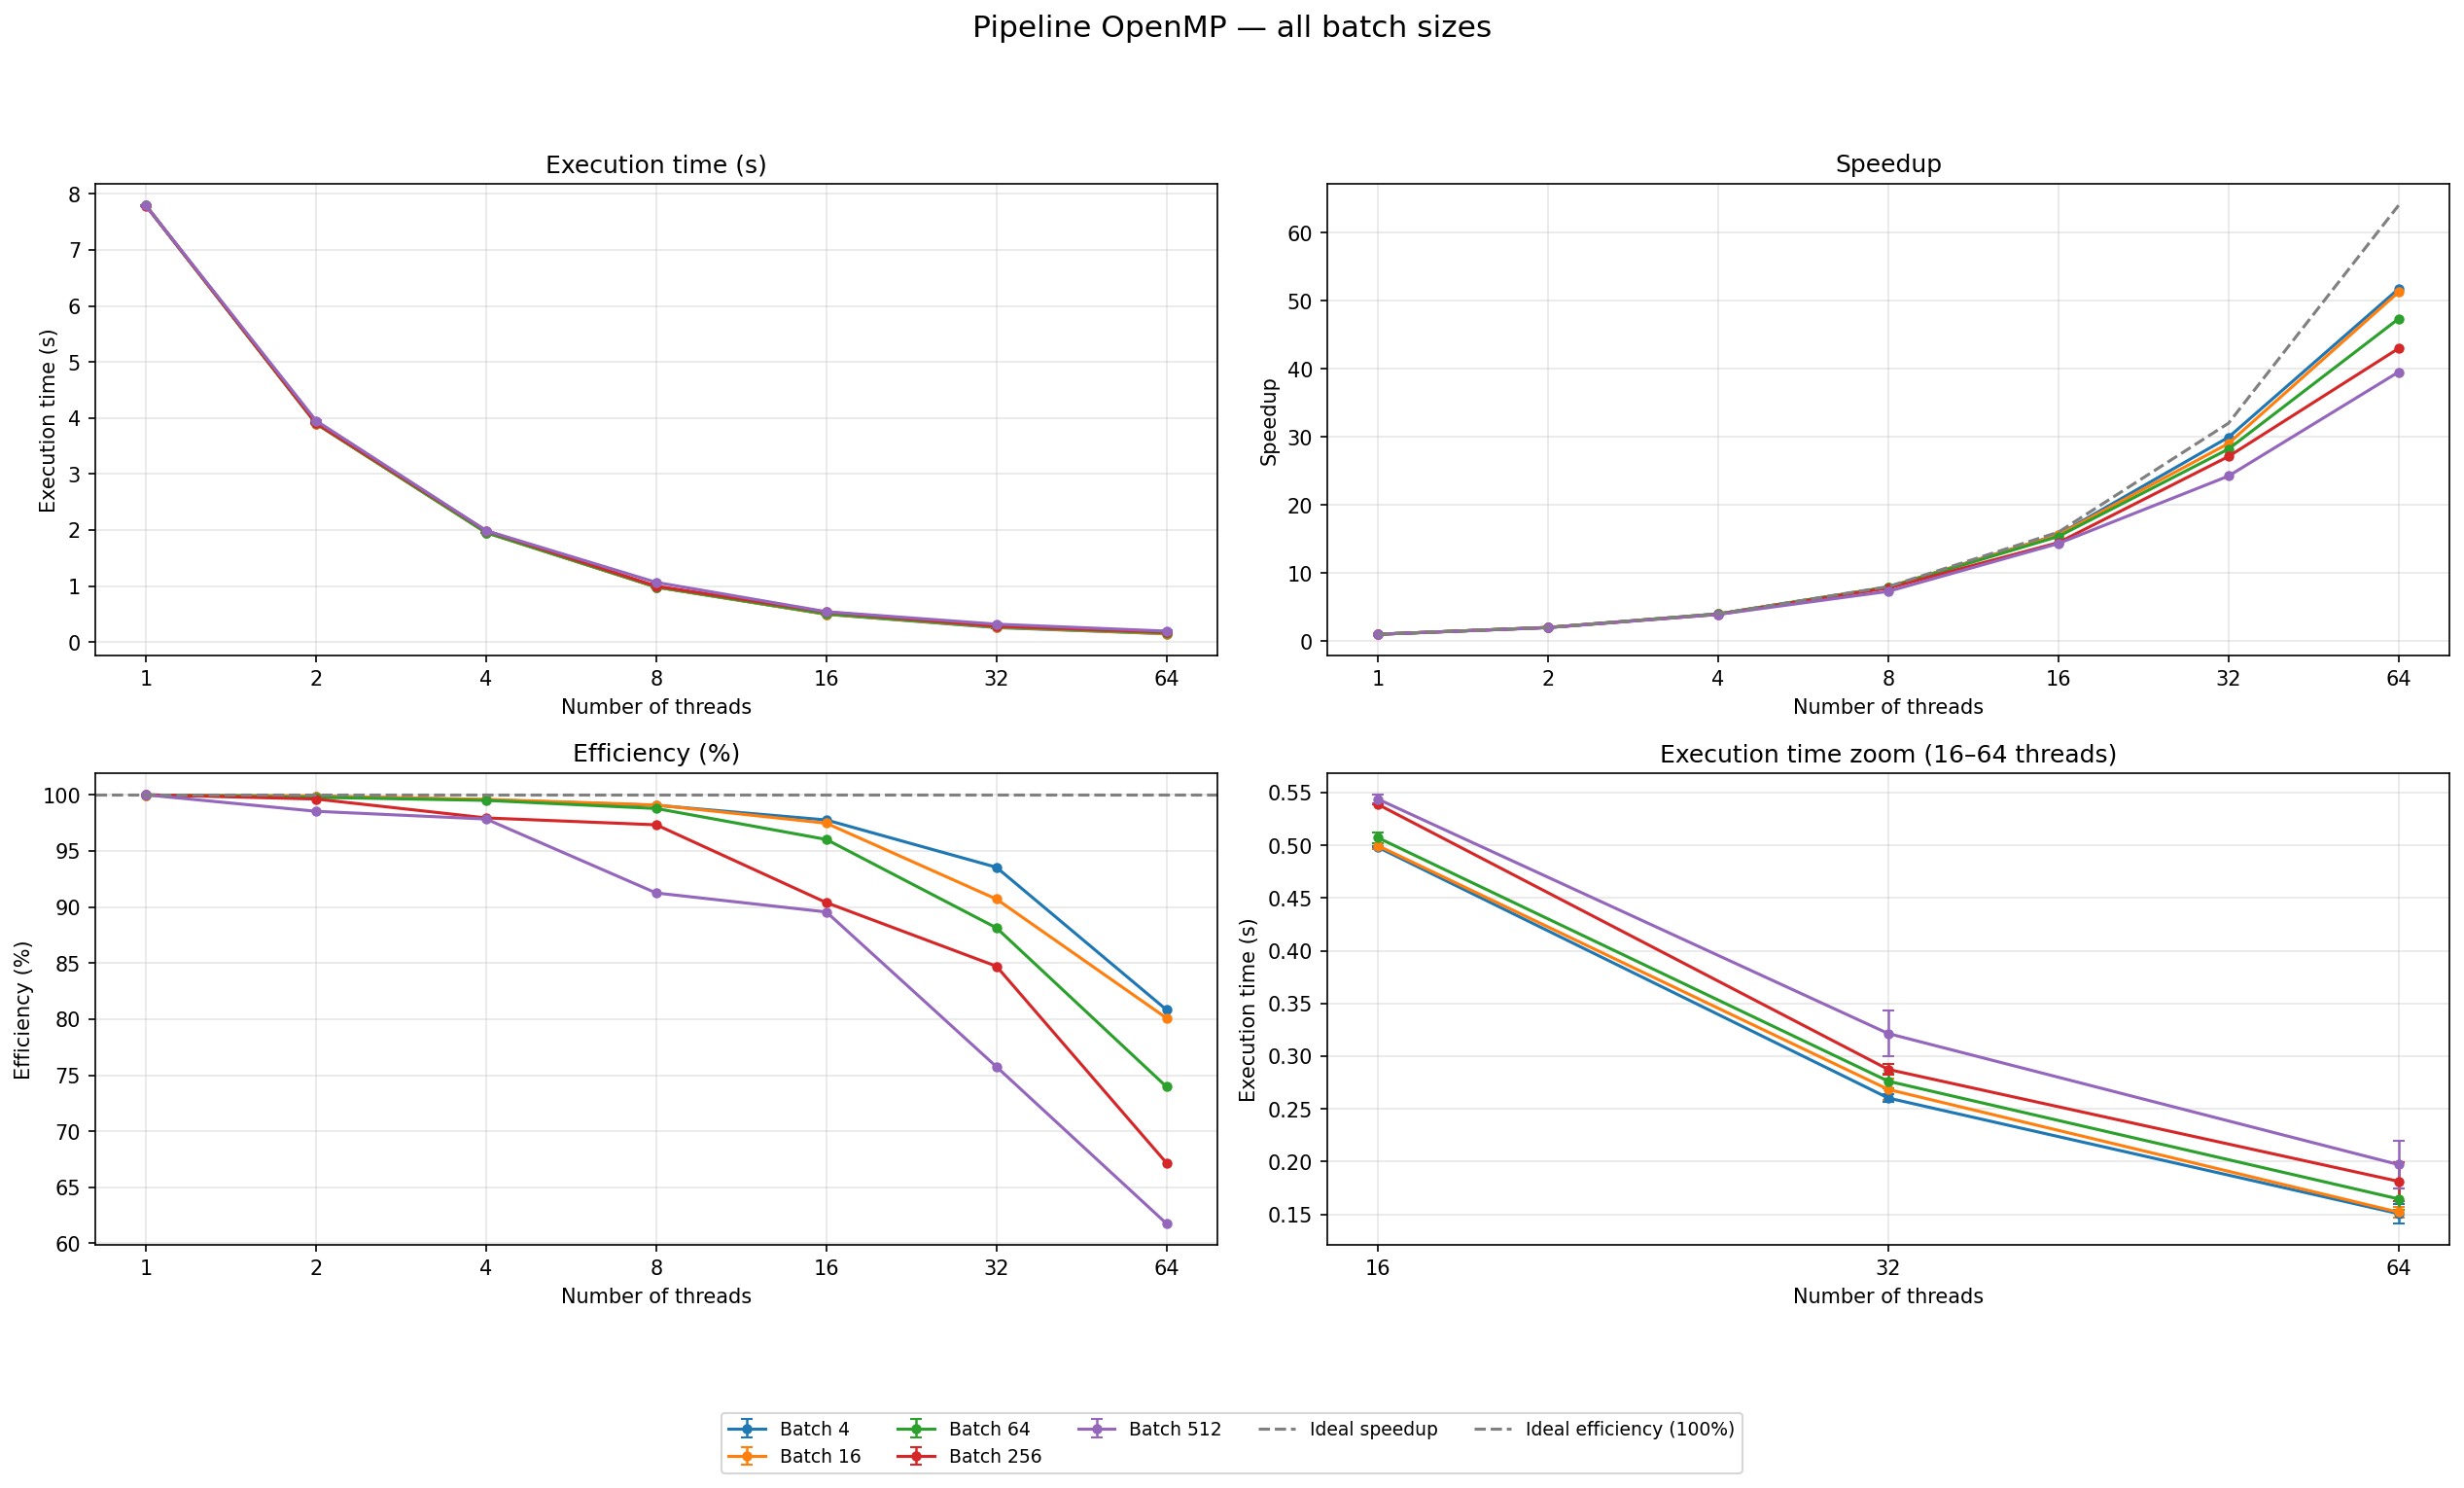 Pipeline OpenMP — all batch sizes
Execution time (s)
Execution time (s)
8
7
6
5
4
3
2
1
0
1 2 4 8 16 32 64
Number of threads
Speedup
Speedup
60
50
40
30
20
10
0
1 2 4 8 16 32 64
Number of threads
Efficiency (%)
Efficiency (%)
100
95
90
85
80
75
70
65
60
1 2 4 8 16 32 64
Number of threads
Execution time zoom (16–64 threads)
Execution time (s)
0.55
0.50
0.45
0.40
0.35
0.30
0.25
0.20
0.15
16 32 64
Number of threads
Batch 4 Batch 64 Batch 512 Ideal speedup Ideal efficiency (100%)
Batch 16 Batch 256